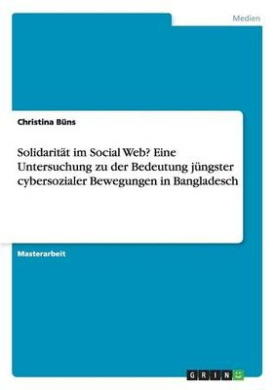 Medien
Christina Büns
Solidarität im Social Web? Eine
Untersuchung zu der Bedeutung jüngster
cybersozialer Bewegungen in Bangladesch
Masterarbeit
GRIN